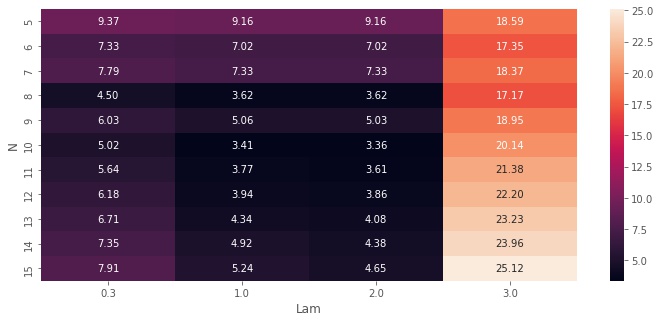 5 9.37 9.16 9.16 18.59 25.0
6 7.33 7.02 7.02 17.35 22.5
7 7.79 7.33 7.33 18.37 20.0
8 4.50 3.62 3.62 17.17 17.5
9 6.03 5.06 5.03 18.95 15.0
N 10 5.02 3.41 3.36 20.14
11 5.64 3.77 3.61 21.38 12.5
12 6.18 3.94 3.86 22.20 10.0
13 6.71 4.34 4.08 23.23 7.5
14 7.35 4.92 4.38 23.96
15 7.91 5.24 4.65 25.12 5.0
0.3 1.0 2.0 3.0
Lam